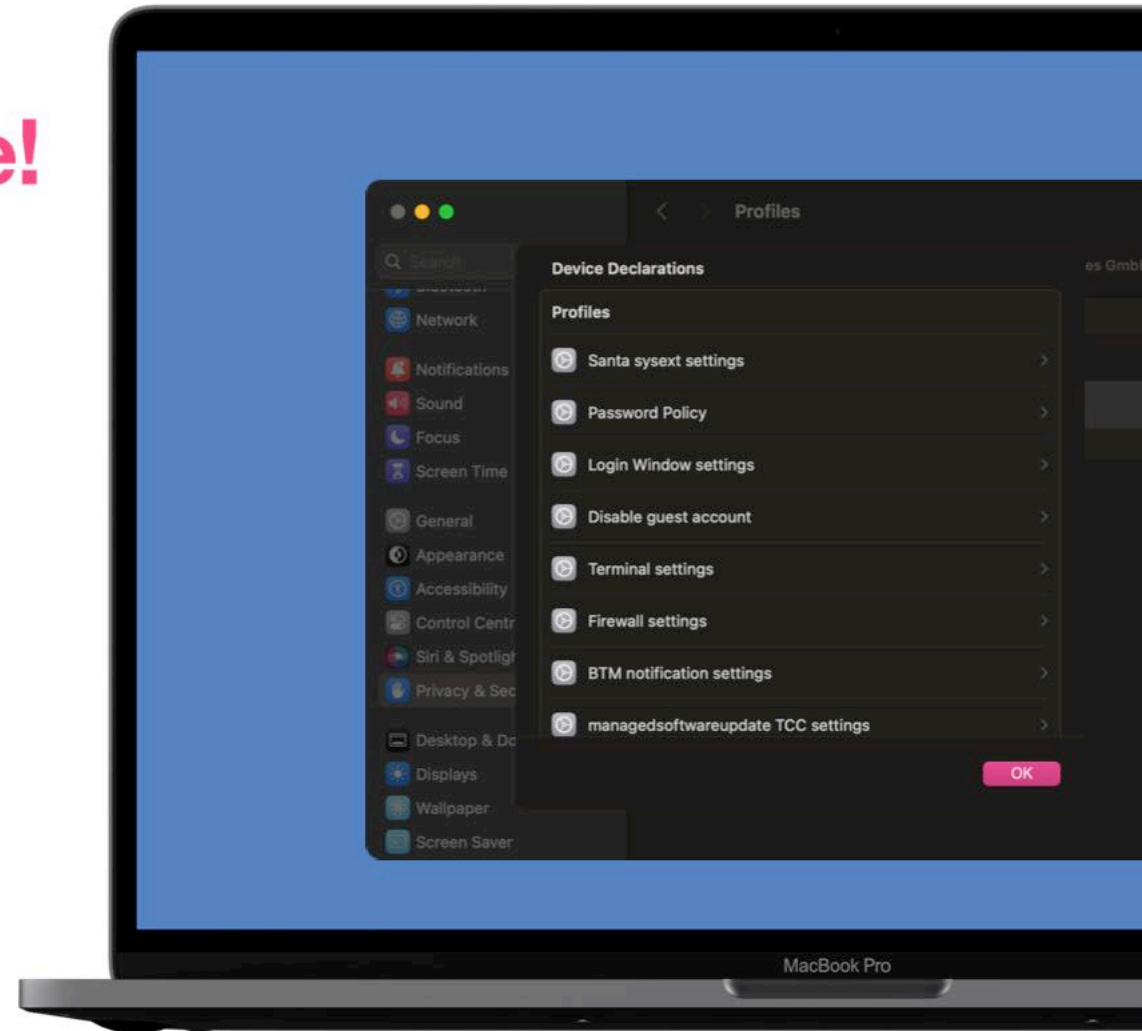 e!
Profiles
Search
Device Declarations
es Gmb
Bluetooth
Network
Notifications
Sound
Focus
Screen Time
General
Appearance
Accessibility
Control Centr
Siri & Spotligh
Privacy & Sec
Desktop & Do
Displays
Wallpaper
Screen Saver
Profiles
Santa sysext settings
Password Policy
Login Window settings
Disable guest account
Terminal settings
Firewall settings
BTM notification settings
managedsoftwareupdate TCC settings
OK
MacBook Pro